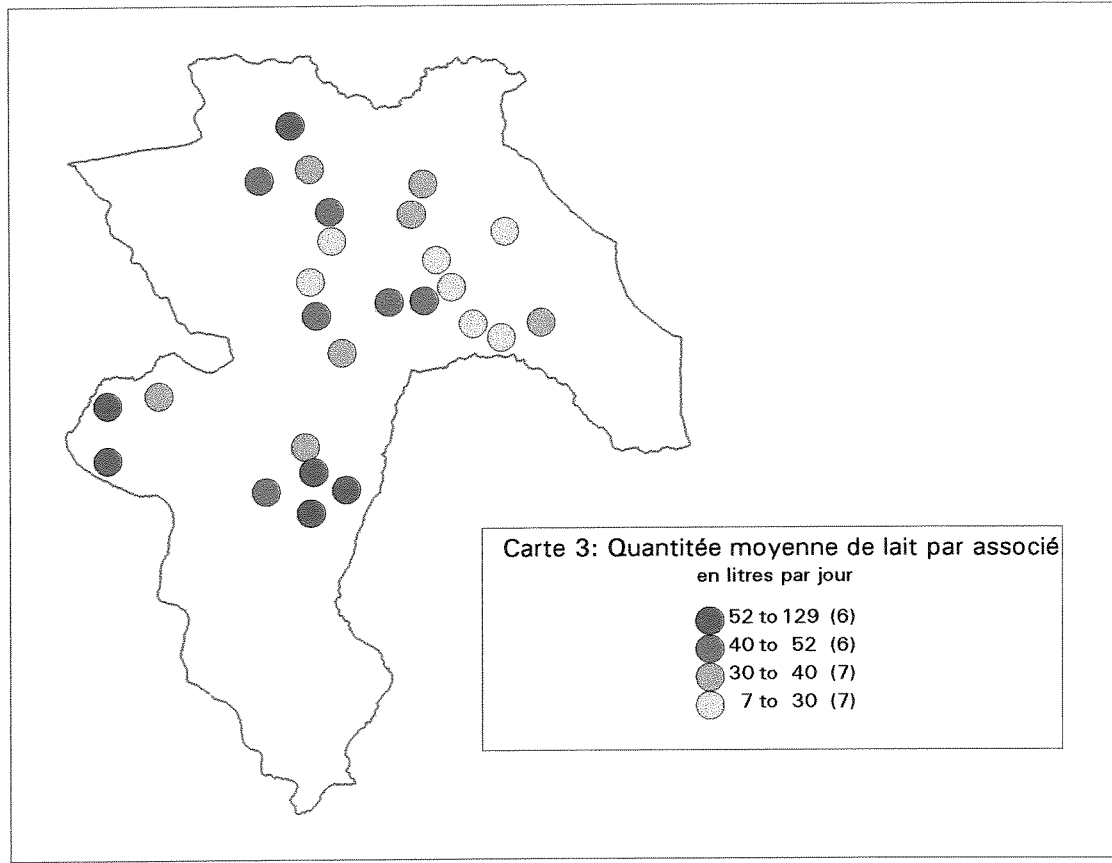 Carte 3: Quantitée moyenne de lait par associé
en litres par jour
52 to 129 (6)
40 to 52 (6)
30 to 40 (7)
7 to 30 (7)